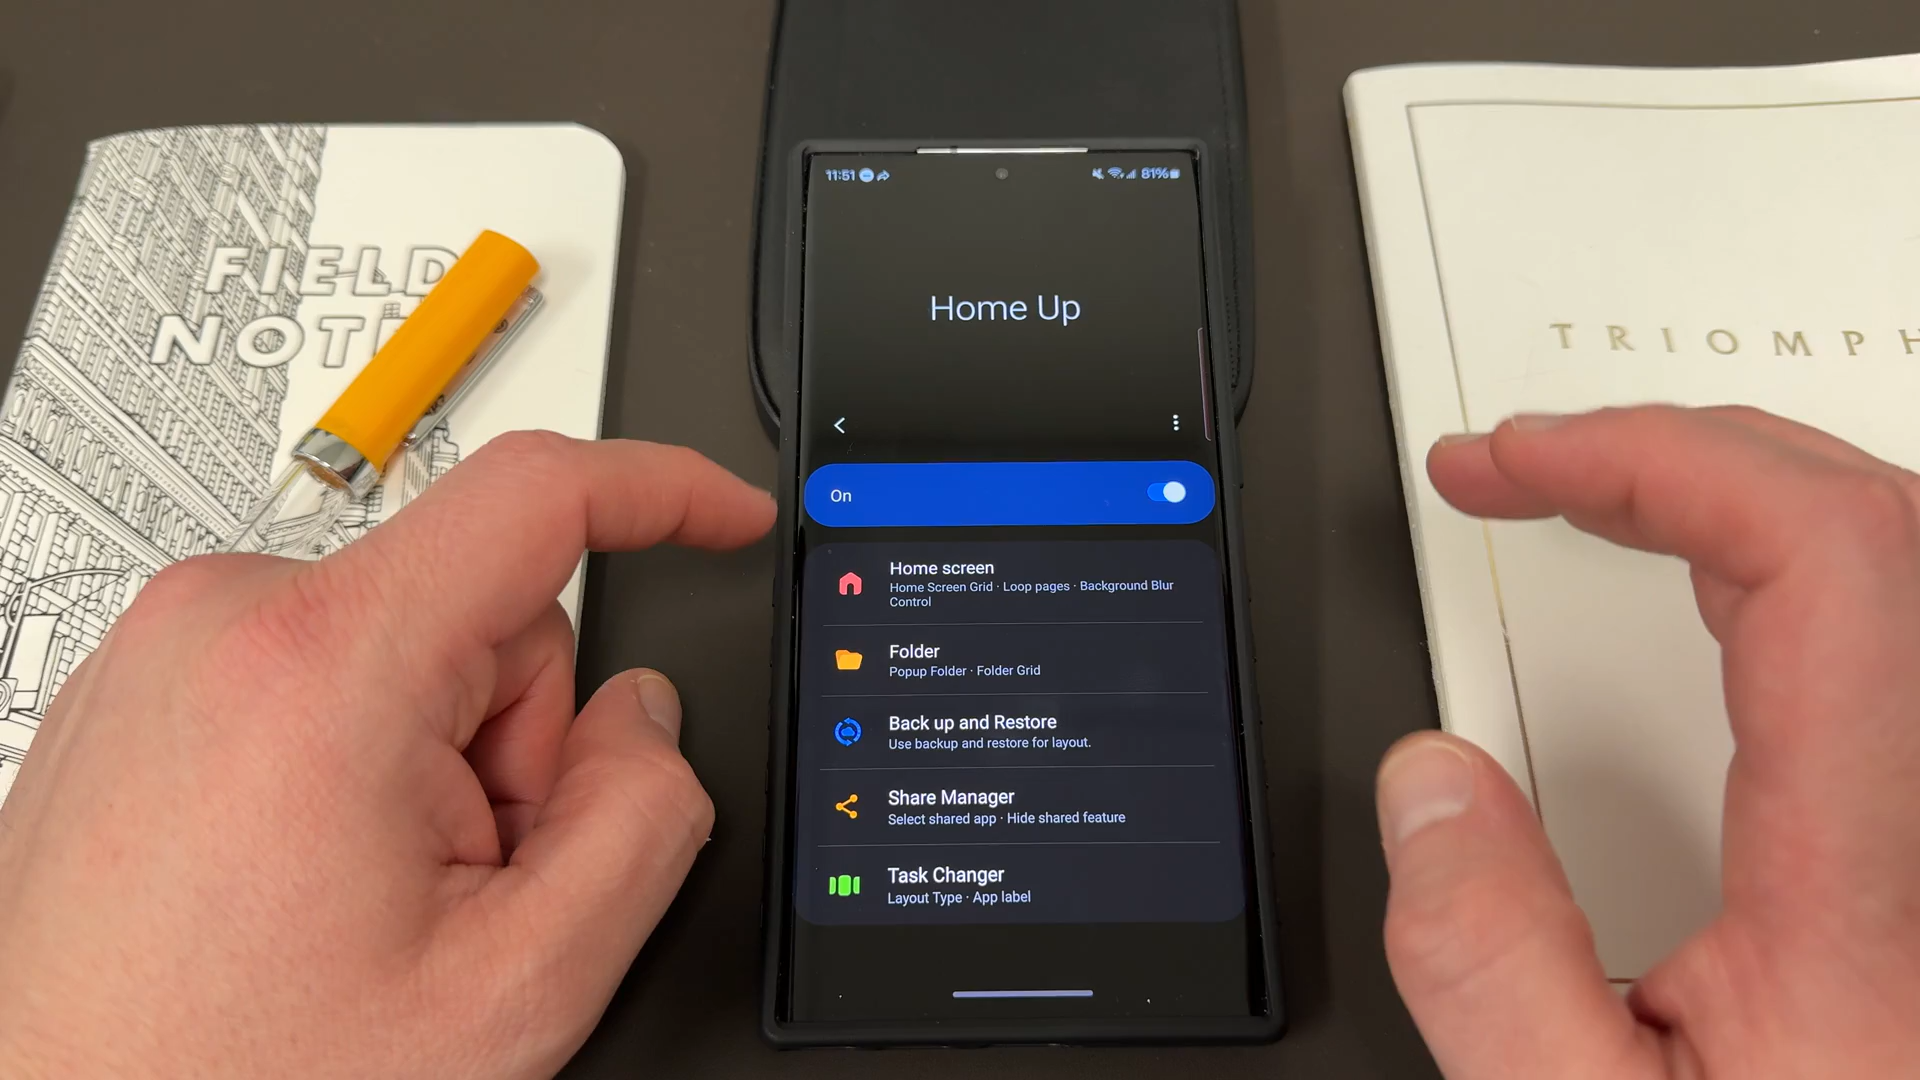 FIELD
NOT
TRIOMPH
11:51
81%
Home Up
On
Home screen
Home Screen Grid · Loop pages · Background Blur
Control
Folder
Popup Folder · Folder Grid
Back up and Restore
Use backup and restore for layout.
Share Manager
Select shared app · Hide shared feature
Task Changer
Layout Type · App label